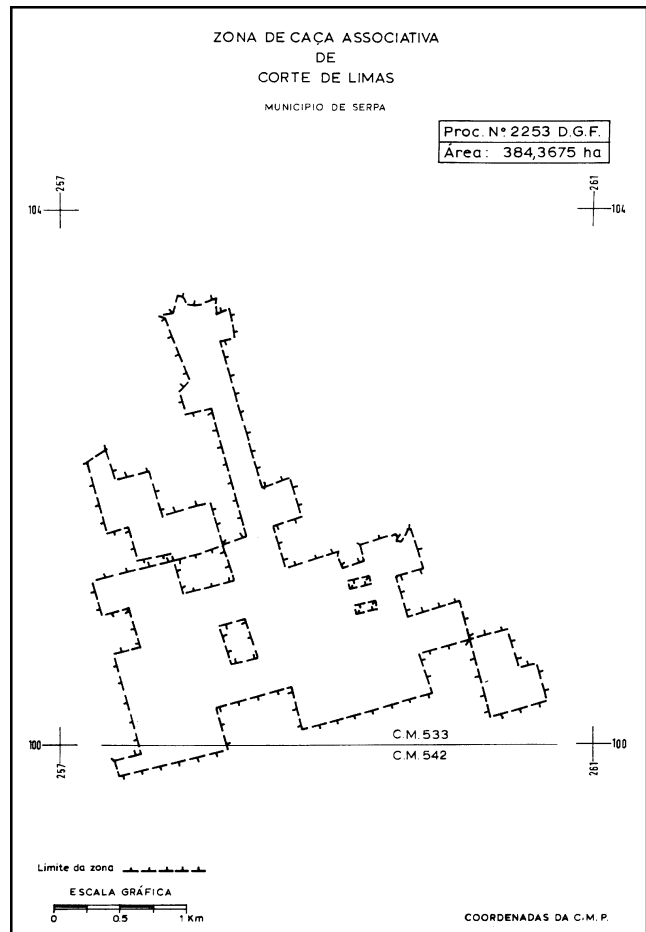 ZONA DE CAÇA ASSOCIATIVA
DE
CORTE DE LIMAS
MUNICIPIO DE SERPA
Proc. Nº 2253 D.G.F.
Área: 384,3675 ha
257
261
104
104
C.M. 533
100
100
C.M. 542
257
261
Límite da zona
ESCALA GRÁFICA
0 0.5 1 Km
COORDENADAS DA C.M.P.